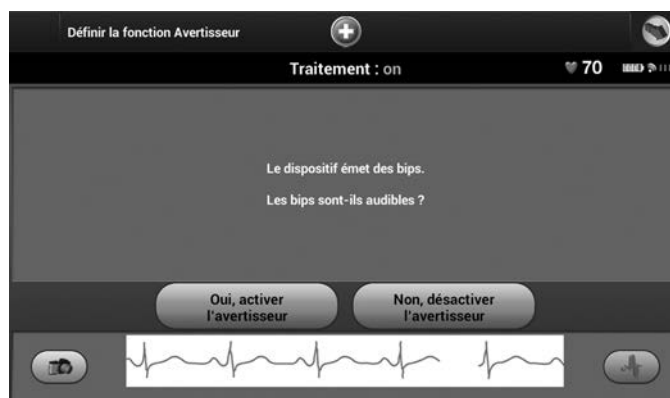 Définir la fonction Avertisseur
Traitement : on
70
Le dispositif émet des bips.
Les bips sont-ils audibles ?
Oui, activer
l'avertisseur
Non, désactiver
l'avertisseur